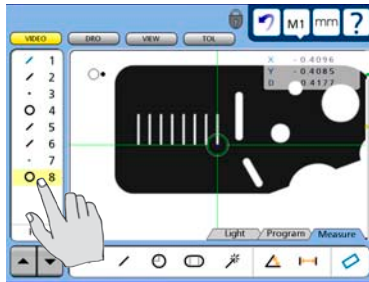 M1 mm ?
VIDEO DRO VIEW TOL
X -0.4096
Y -0.4085
D 0.4177
1
2
3
4
5
6
7
8
Light Program Measure